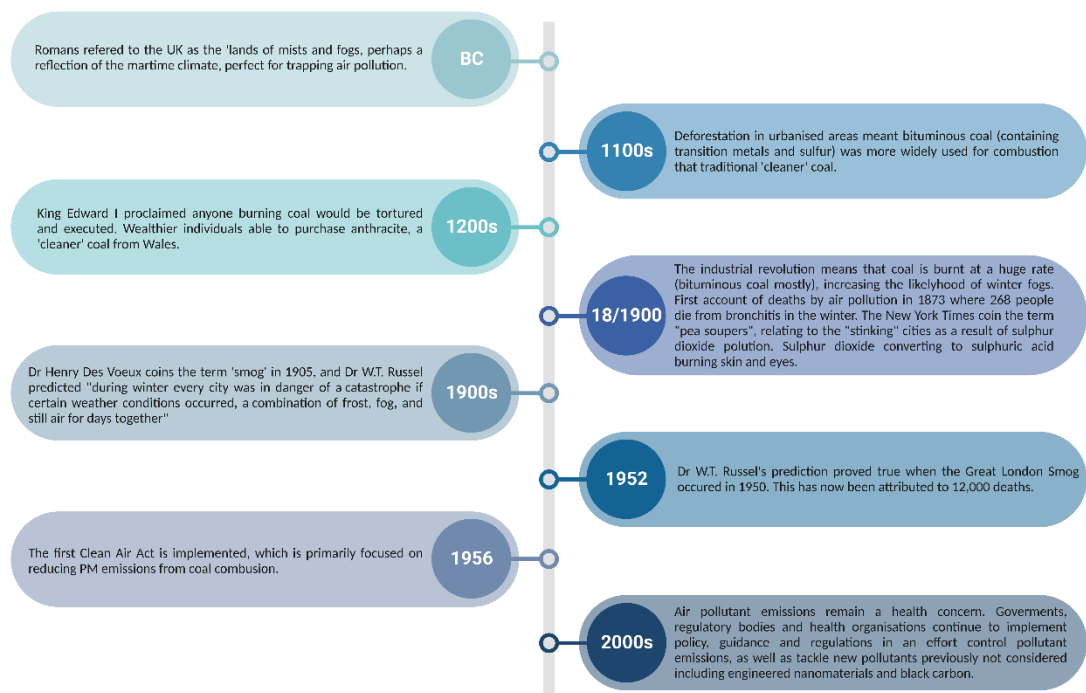 Romans refered to the UK as the 'lands of mists and fogs, perhaps a
reflection of the martime climate, perfect for trapping air pollution.
BC
1100s
Deforestation in urbanised areas meant bituminous coal (containing
transition metals and sulfur) was more widely used for combustion
that traditional 'cleaner' coal.
King Edward I proclaimed anyone burning coal would be tortured
and executed. Wealthier individuals able to purchase anthracite, a
'cleaner' coal from Wales.
1200s
18/1900
The industrial revolution means that coal is burnt at a huge rate
(bituminous coal mostly), increasing the likelyhood of winter fogs.
First account of deaths by air pollution in 1873 where 268 people
die from bronchitis in the winter. The New York Times coin the term
"pea soupers", relating to the "stinking" cities as a result of sulphur
dioxide polution. Sulphur dioxide converting to sulphuric acid
burning skin and eyes.
Dr Henry Des Voeux coins the term 'smog' in 1905, and Dr W.T. Russel
predicted "during winter every city was in danger of a catastrophe if
certain weather conditions occurred, a combination of frost, fog, and
still air for days together"
1900s
1952
Dr W.T. Russel's prediction proved true when the Great London Smog
occured in 1950. This has now been attributed to 12,000 deaths.
The first Clean Air Act is implemented, which is primarily focused on
reducing PM emissions from coal combusion.
1956
2000s
Air pollutant emissions remain a health concern. Goverments,
regulatory bodies and health organisations continue to implement
policy, guidance and regulations in an effort control pollutant
emissions, as well as tackle new pollutants previously not considered
including engineered nanomaterials and black carbon.